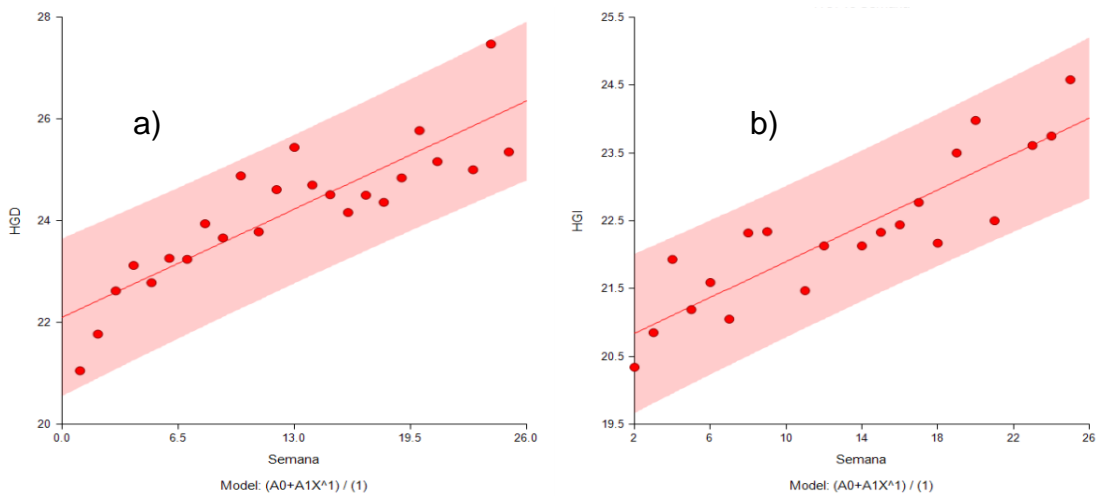 28
26
24
22
20
HGD
a)
0.0 6.5 13.0 19.5 26.0
Semana
Model: (A0+A1X^1) / (1)
25.5
24.5
23.5
22.5
21.5
20.5
19.5
HGI
b)
2 6 10 14 18 22 26
Semana
Model: (A0+A1X^1) / (1)